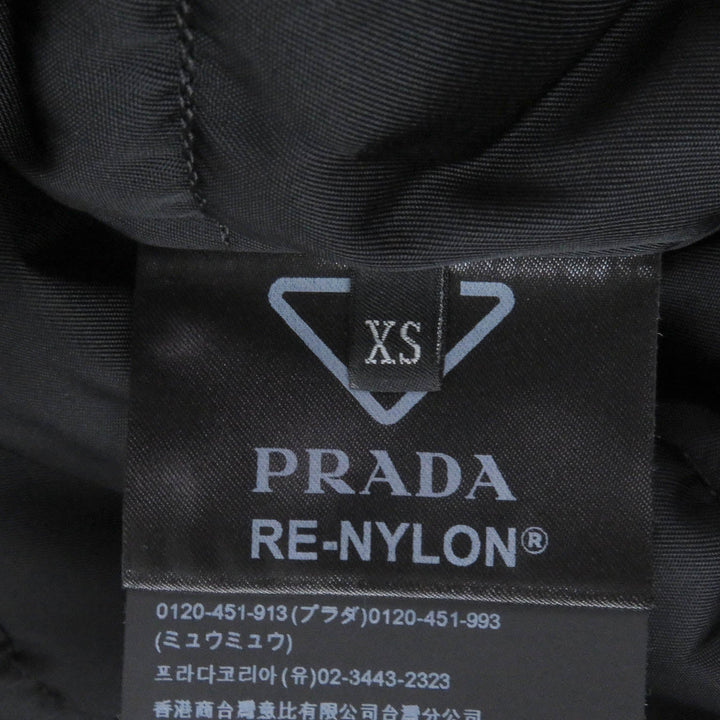 XS
PRADA
RE-NYLON®
0120-451-913(プラダ)0120-451-993
(ミュウミュウ)
프라다코리아(유)02-3443-2323
香港商台灣意比有限公司台灣分公司